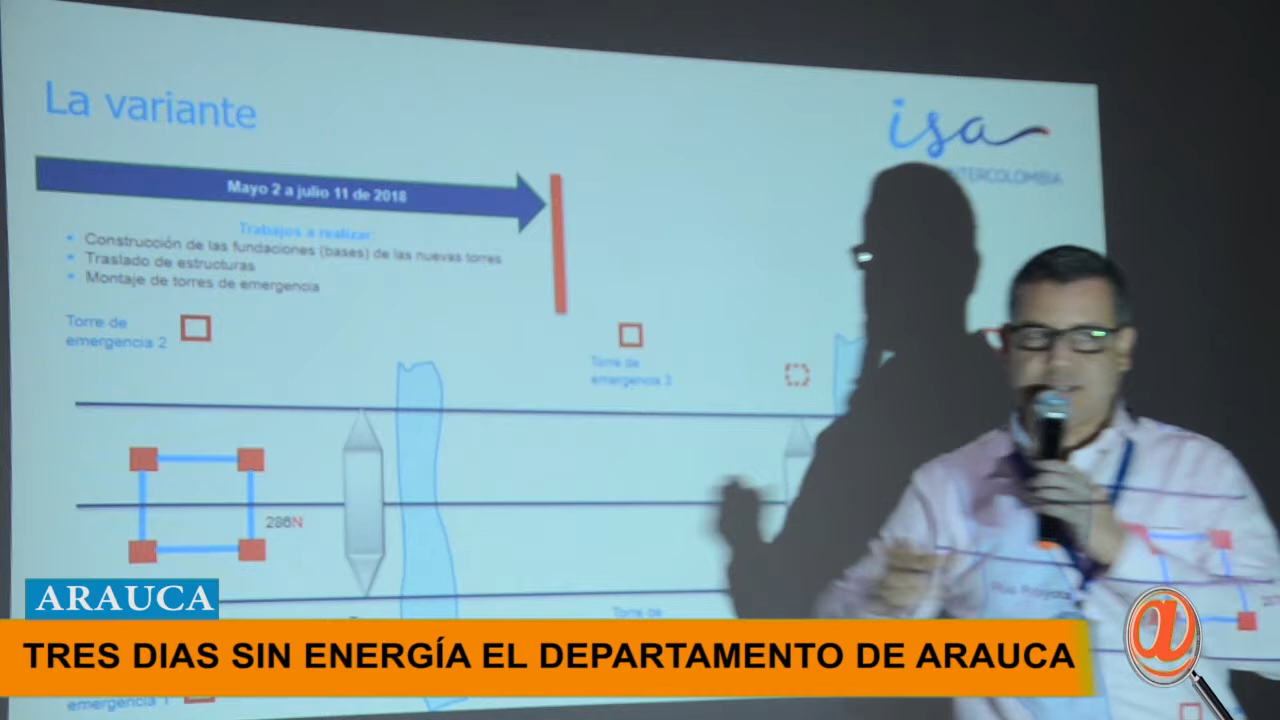 La variante
isa
INTERCOLOMBIA
Mayo 2 a julio 11 de 2018
Trabajos a realizar:
Construcción de las fundaciones (bases) de las nuevas torres
Traslado de estructuras
Montaje de torres de emergencia
Torre de
emergencia 2
Torre de
emergencia 3
286N
Torre de
ARAUCA
TRES DIAS SIN ENERGÍA EL DEPARTAMENTO DE ARAUCA
@
emergencia 1